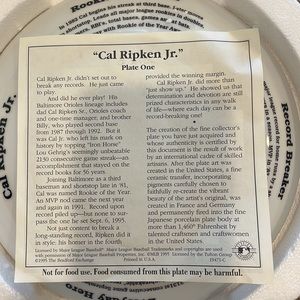 "Cal Ripken Jr."
Plate One
Cal Ripken Jr. didn't set out to
break any records. He just came
to play.
And did he ever play! His
Baltimore Orioles lineage includes
dad Cal Ripken Sr., Orioles coach
and one-time manager, and brother
Billy, who played second base
from 1987 through 1992. But it
was Cal Jr. who left his mark on
history by topping "Iron Horse"
Lou Gehrig's seemingly unbeatable
2130 consecutive game streak—an
accomplishment that stayed on the
record books for 56 years.
Joining Baltimore as a third
baseman and shortstop late in '81,
Cal was named Rookie of the Year.
An MVP nod came the next year
and again in 1991. Record upon
record piled up—but none to sur-
pass the one he set Sept. 6, 1995.
Not just content to break a
long-standing record, Ripken did it
in style: his homer in the fourth
provided the winning margin.
Cal Ripken Jr. did more than
"just show up." He showed us that
determination and devotion are still
prized characteristics in any walk
of life—where each day can be a
record-breaking one!
The creation of the fine collector's
plate you have just acquired and
whose authenticity is certified by
this document is the result of work
by an international cadre of skilled
artisans. After the plate art was
created in the United States, a fine
ceramic transfer, incorporating
pigments carefully chosen to
faithfully re-create the vibrant
beauty of the artist's original, was
created in France and Germany
and permanently fired into the fine
Japanese porcelain plate body at
more than 1,460° Fahrenheit by
talented craftsmen and craftswomen
in the United States.
Licensed by Major League Baseball Properties
©1995 The Bradford Exchange
Printed in U.S.A.
Not for food use. Food consumed from this plate may be harmful.
Cal Ripken Jr.
Record Breaker